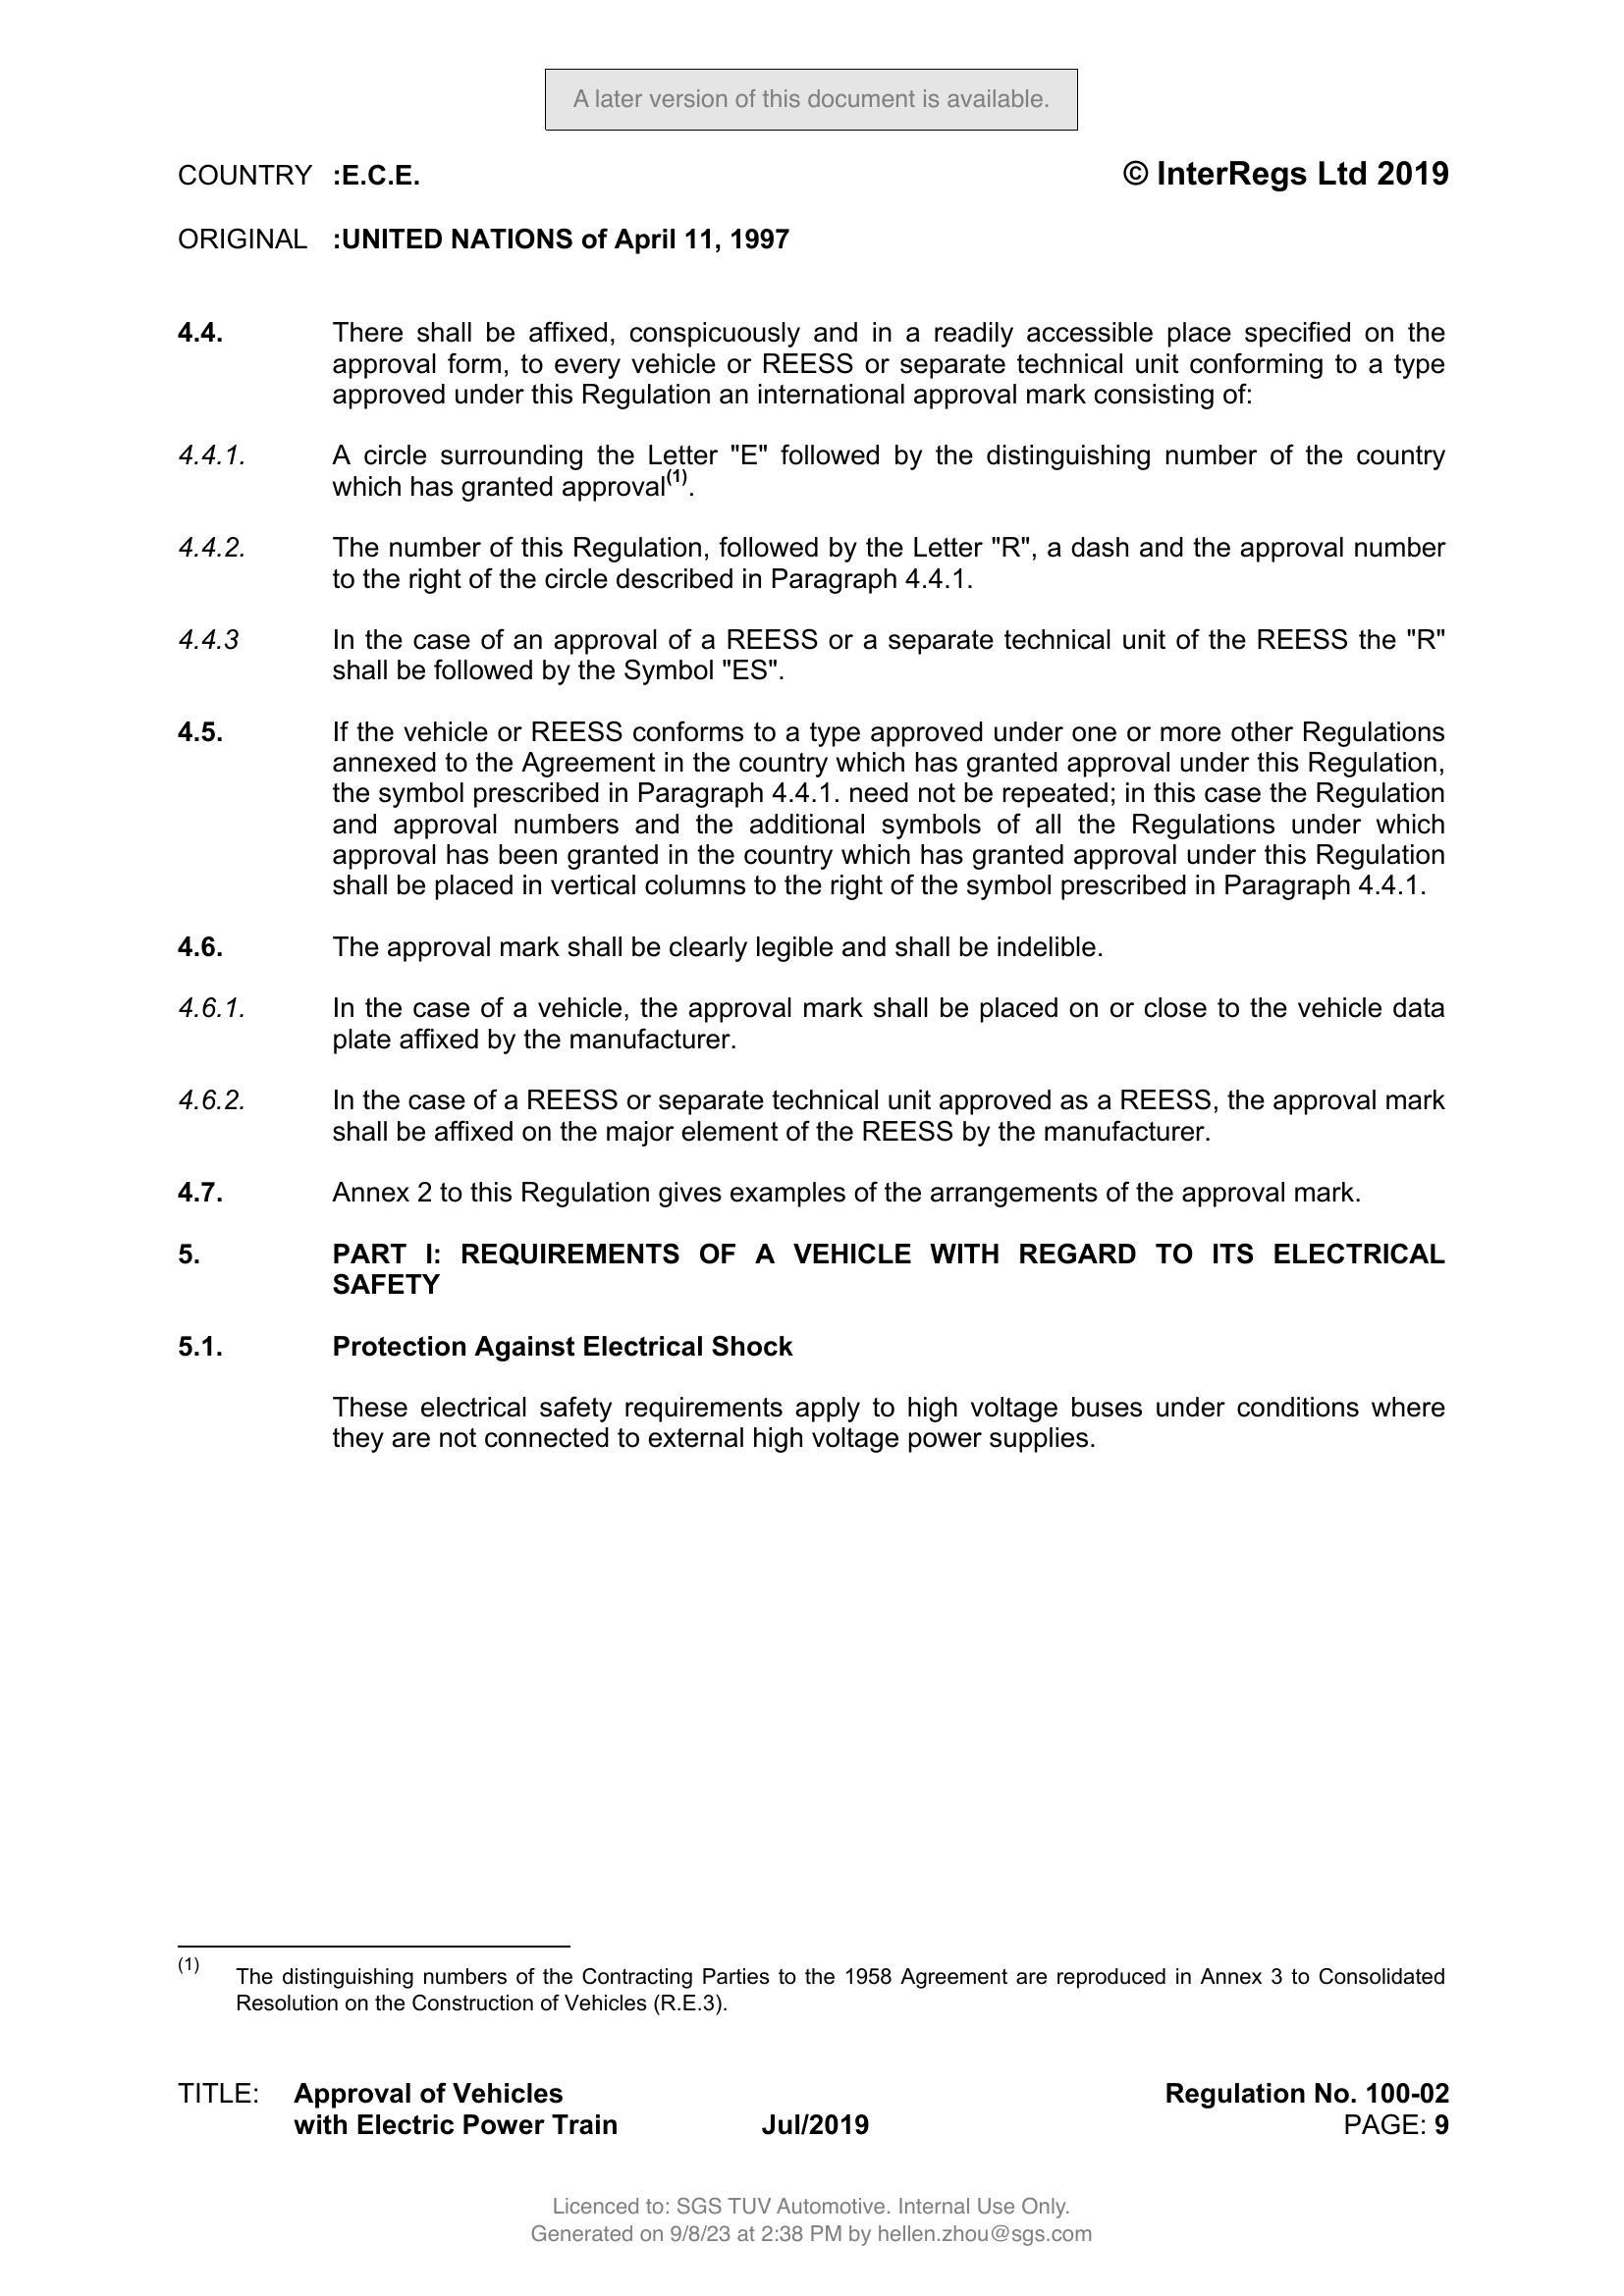 A later version of this document is available.
COUNTRY :E.C.E. © InterRegs Ltd 2019
ORIGINAL :UNITED NATIONS of April 11, 1997
4.4. There shall be affixed, conspicuously and in a readily accessible place specified on the
approval form, to every vehicle or REESS or separate technical unit conforming to a type
approved under this Regulation an international approval mark consisting of:
4.4.1. A circle surrounding the Letter "E" followed by the distinguishing number of the country
which has granted approval(1).
4.4.2. The number of this Regulation, followed by the Letter "R", a dash and the approval number
to the right of the circle described in Paragraph 4.4.1.
4.4.3 In the case of an approval of a REESS or a separate technical unit of the REESS the "R"
shall be followed by the Symbol "ES".
4.5. If the vehicle or REESS conforms to a type approved under one or more other Regulations
annexed to the Agreement in the country which has granted approval under this Regulation,
the symbol prescribed in Paragraph 4.4.1. need not be repeated; in this case the Regulation
and approval numbers and the additional symbols of all the Regulations under which
approval has been granted in the country which has granted approval under this Regulation
shall be placed in vertical columns to the right of the symbol prescribed in Paragraph 4.4.1.
4.6. The approval mark shall be clearly legible and shall be indelible.
4.6.1. In the case of a vehicle, the approval mark shall be placed on or close to the vehicle data
plate affixed by the manufacturer.
4.6.2. In the case of a REESS or separate technical unit approved as a REESS, the approval mark
shall be affixed on the major element of the REESS by the manufacturer.
4.7. Annex 2 to this Regulation gives examples of the arrangements of the approval mark.
5. PART I: REQUIREMENTS OF A VEHICLE WITH REGARD TO ITS ELECTRICAL
SAFETY
5.1. Protection Against Electrical Shock
These electrical safety requirements apply to high voltage buses under conditions where
they are not connected to external high voltage power supplies.
(1) The distinguishing numbers of the Contracting Parties to the 1958 Agreement are reproduced in Annex 3 to Consolidated
Resolution on the Construction of Vehicles (R.E.3).
TITLE: Approval of Vehicles Regulation No. 100-02
with Electric Power Train Jul/2019 PAGE: 9
Licenced to: SGS TUV Automotive. Internal Use Only.
Generated on 9/8/23 at 2:38 PM by hellen.zhou@sgs.com